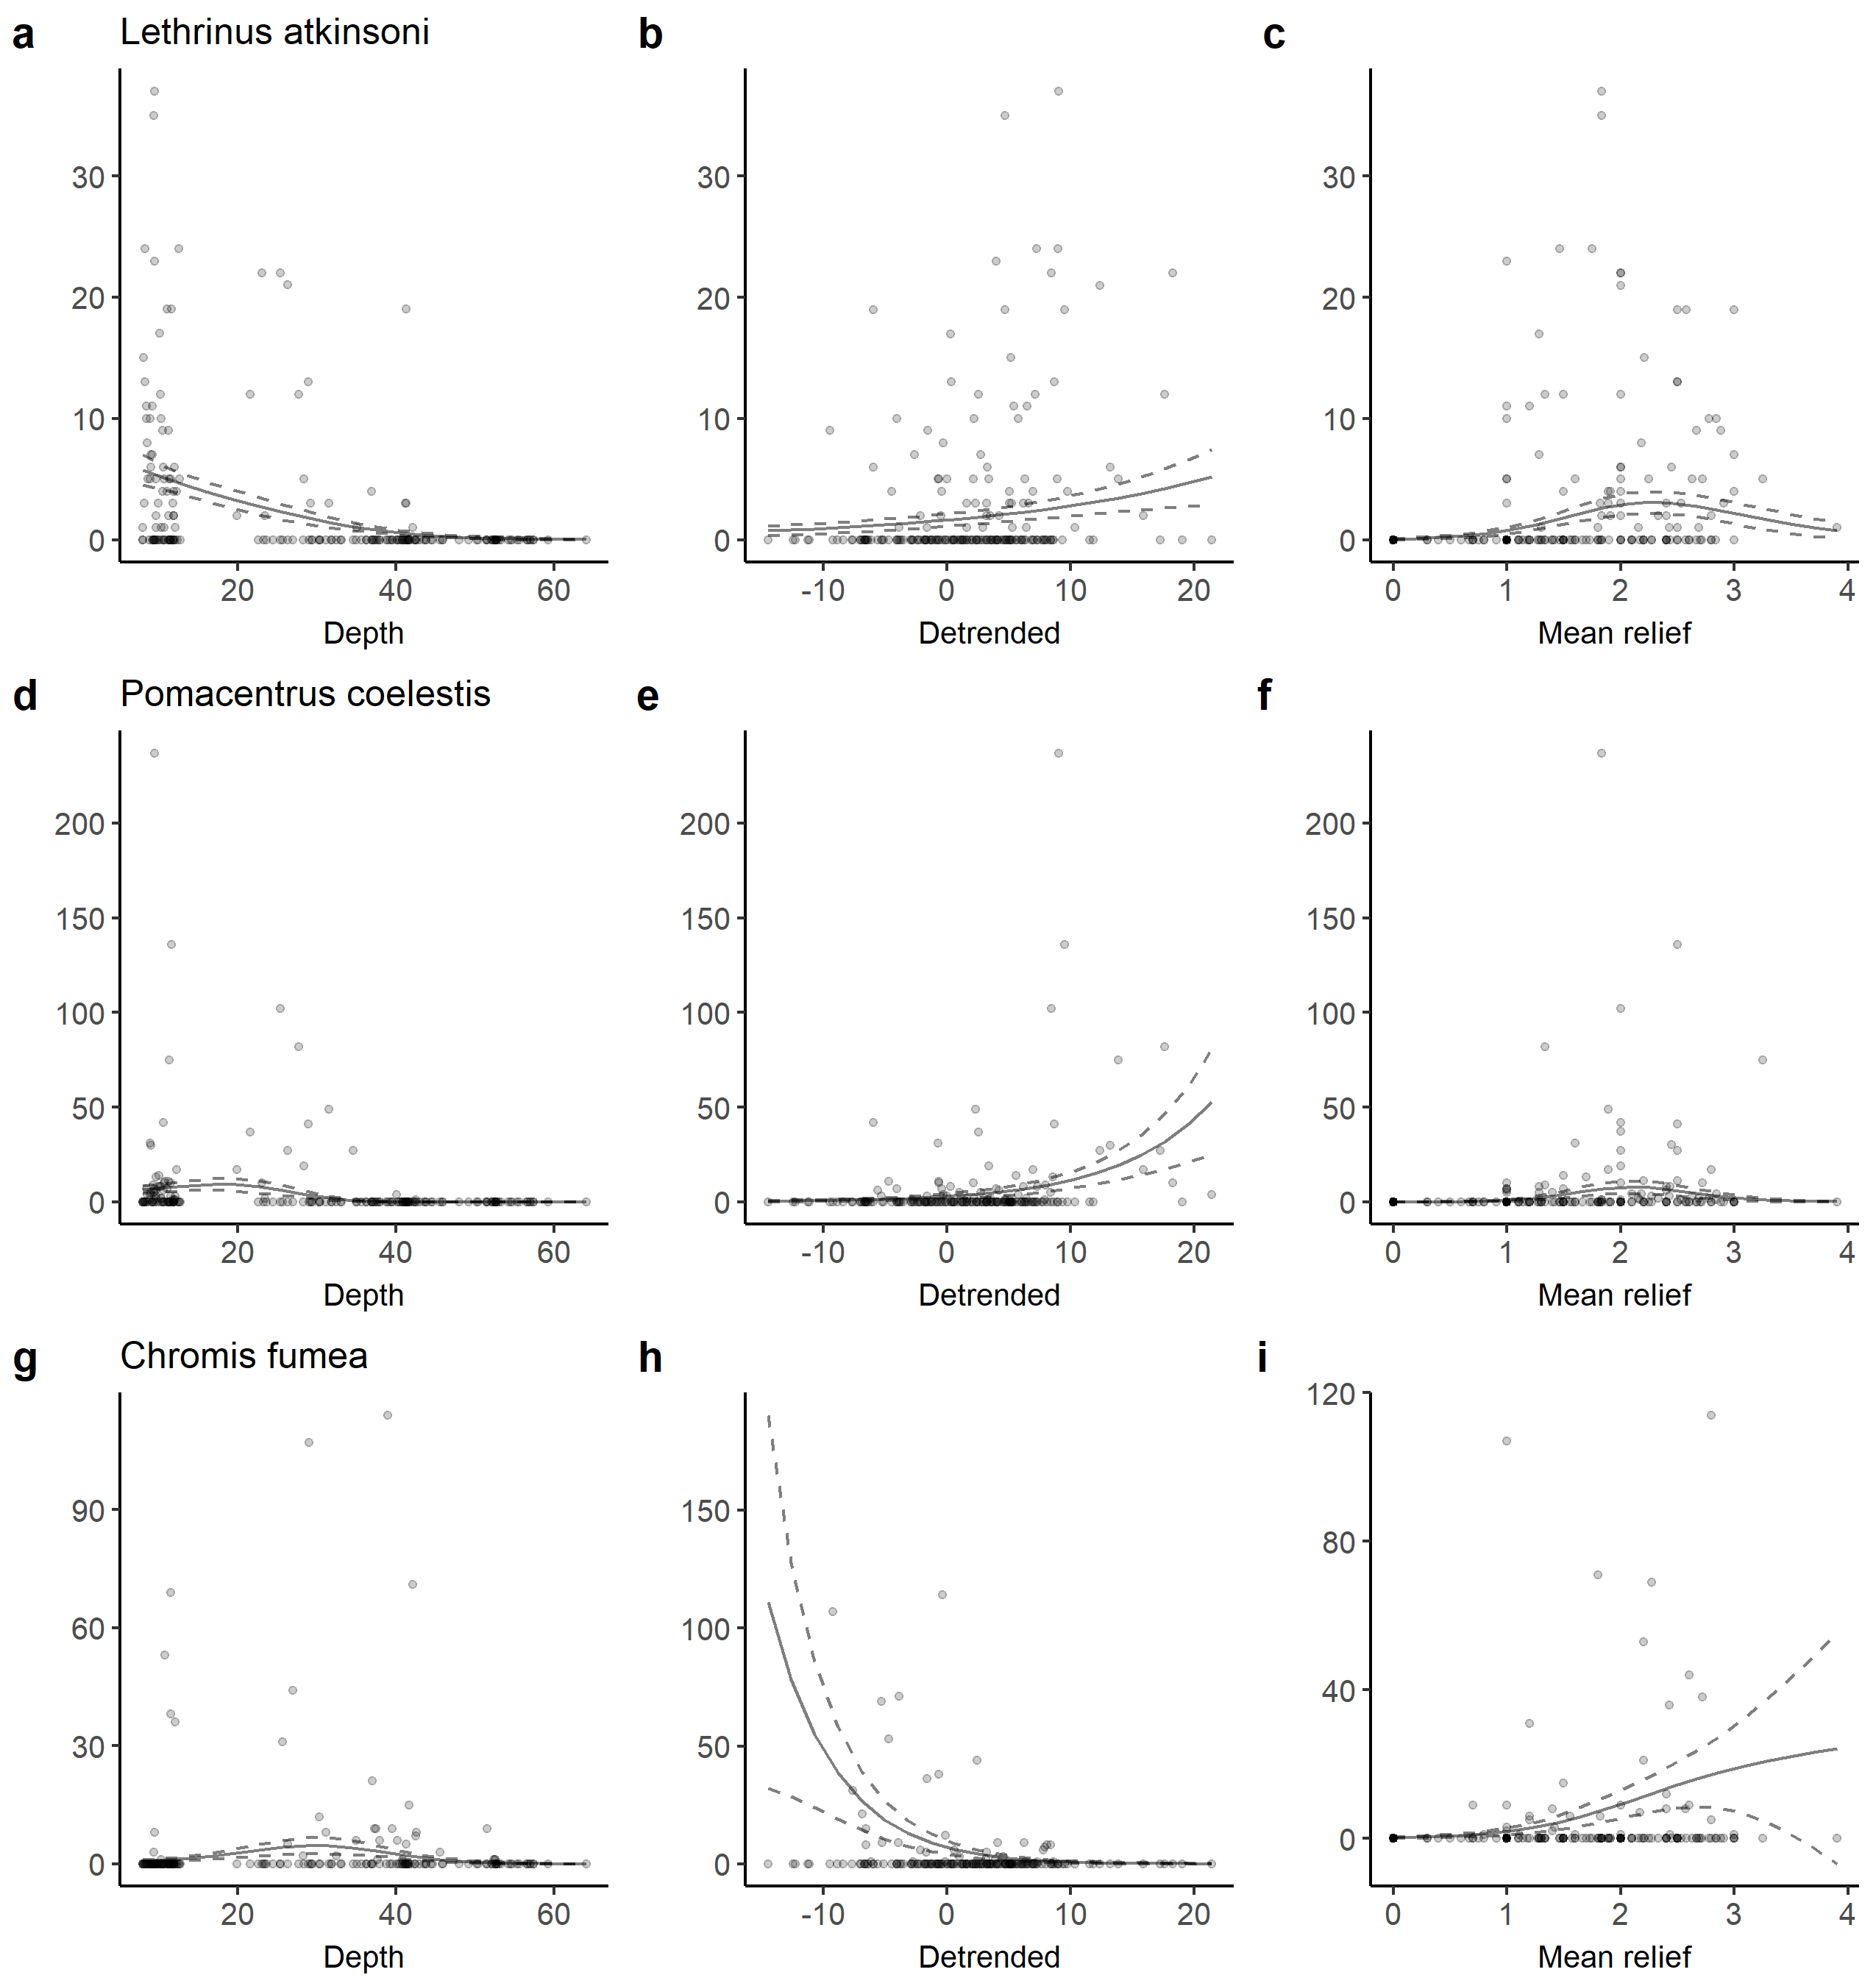 a Lethrinus atkinsoni b c
30 30 30
20 20 20
10 10 10
0 0 0
20 40 60 -10 0 10 20 0 1 2 3 4
Depth Detrended Mean relief
d Pomacentrus coelestis e f
200 200 200
150 150 150
100 100 100
50 50 50
0 0 0
20 40 60 -10 0 10 20 0 1 2 3 4
Depth Detrended Mean relief
g Chromis fumea h i
120
90 150 80
60 100
30 50 40
0 0 0
20 40 60 -10 0 10 20 0 1 2 3 4
Depth Detrended Mean relief